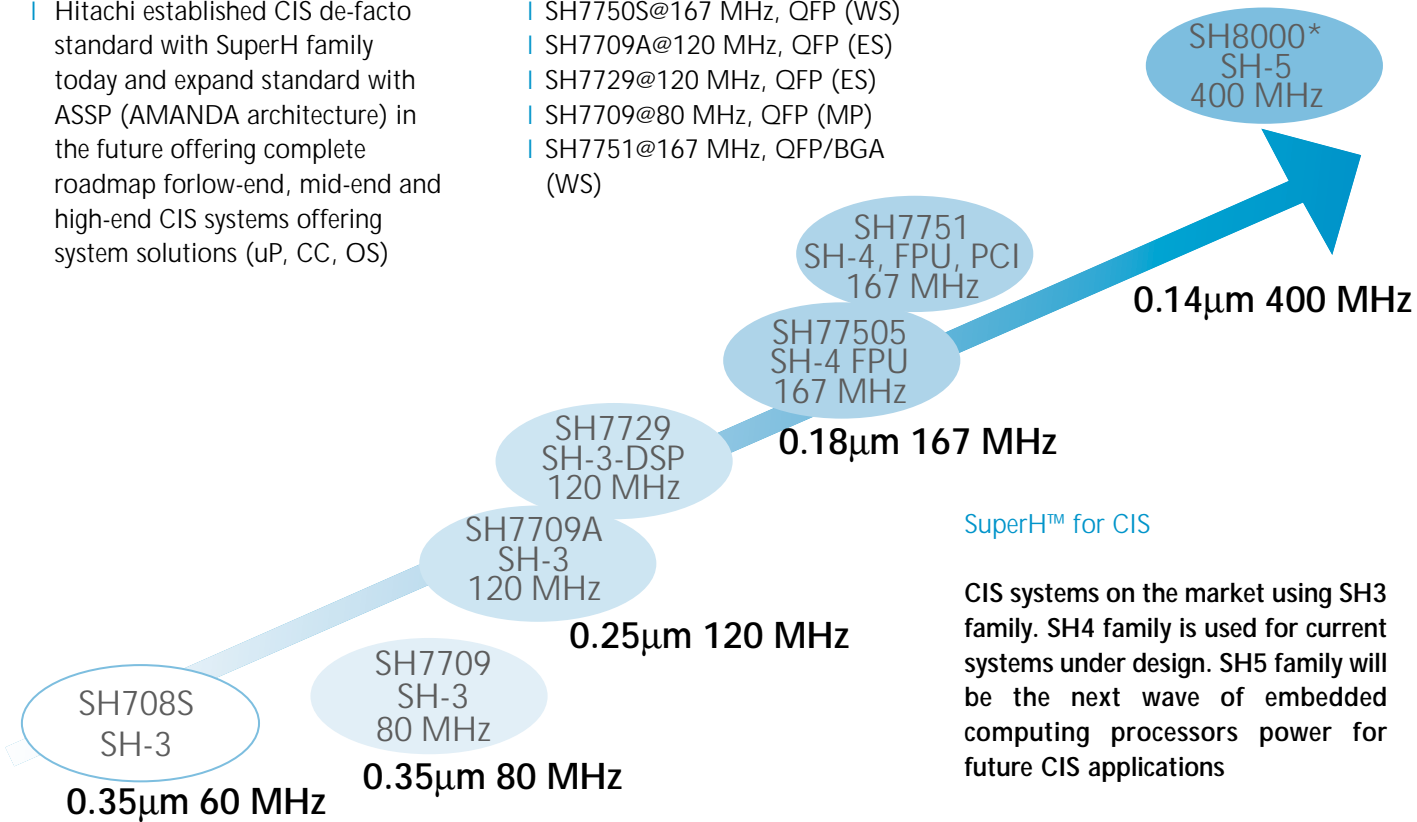 l Hitachi established CIS de-facto
standard with SuperH family
today and expand standard with
ASSP (AMANDA architecture) in
the future offering complete
roadmap forlow-end, mid-end and
high-end CIS systems offering
system solutions (uP, CC, OS)
l SH7750S@167 MHz, QFP (WS)
l SH7709A@120 MHz, QFP (ES)
l SH7729@120 MHz, QFP (ES)
l SH7709@80 MHz, QFP (MP)
l SH7751@167 MHz, QFP/BGA
(WS)
SH8000*
SH-5
400 MHz
0.14μm 400 MHz
SH7751
SH-4, FPU, PCI
167 MHz
SH77505
SH-4 FPU
167 MHz
0.18μm 167 MHz
SH7729
SH-3-DSP
120 MHz
SH7709A
SH-3
120 MHz
0.25μm 120 MHz
SH7709
SH-3
80 MHz
0.35μm 80 MHz
SH708S
SH-3
0.35μm 60 MHz
SuperH™ for CIS
CIS systems on the market using SH3
family. SH4 family is used for current
systems under design. SH5 family will
be the next wave of embedded
computing processors power for
future CIS applications